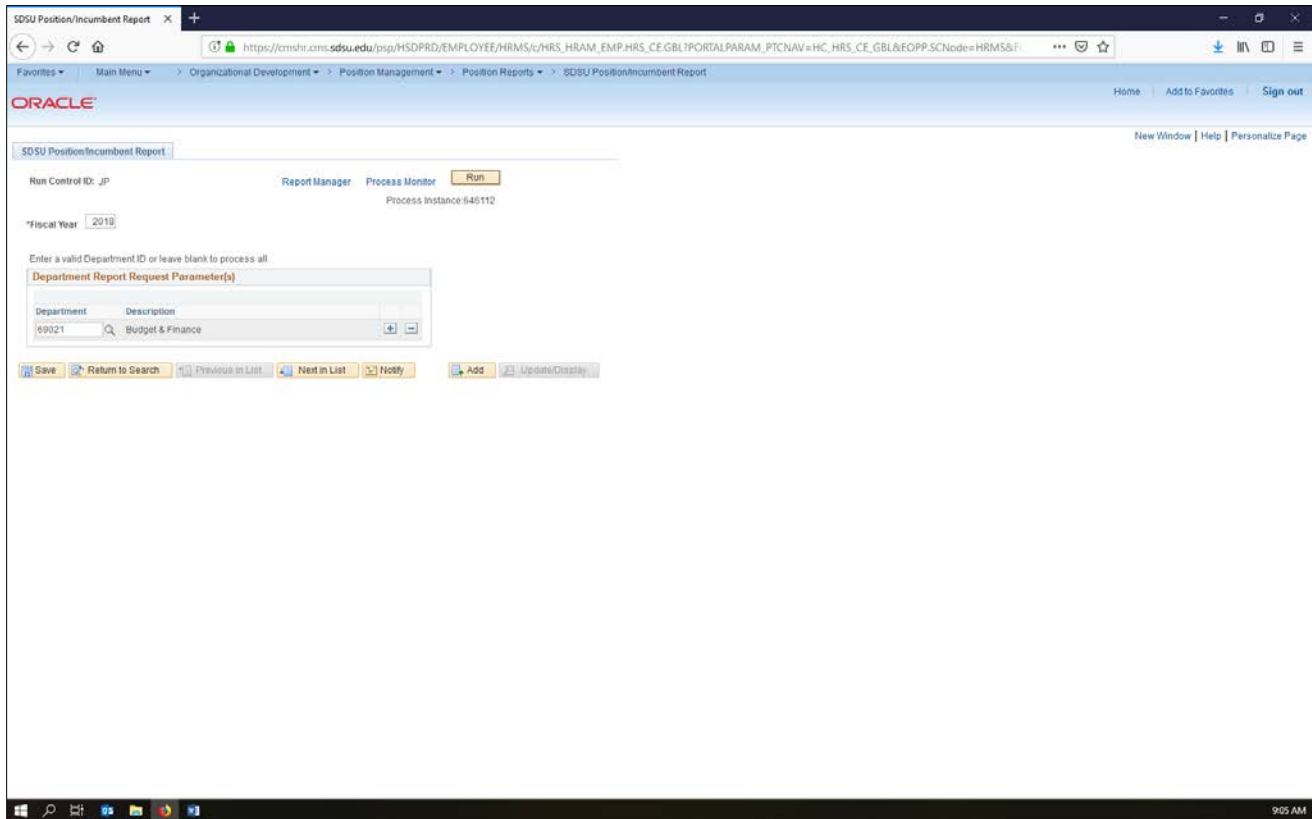 SDSU Position/Incumbent Report
https://cmshr.cms.sdsu.edu/psp/HSDPRD/EMPLOYEE/HRMS/c/HRS_HRAM_EMP.HRS_CE.GBL?PORTALPARAM_PTCNAV=HC_HRS_CE_GBL&EOPP.SCNode=HRMS&E
Favorites Main Menu > Organizational Development > Position Management > Position Reports > SDSU Position/Incumbent Report
Home Add to Favorites Sign out
ORACLE
New Window | Help | Personalize Page
SDSU Position/Incumbent Report
Run Control ID: JP Report Manager Process Monitor Run
Process Instance:646112
*Fiscal Year
Enter a valid Department ID or leave blank to process all
Department Report Request Parameter(s)
Department Description
69021 Budget & Finance
Save Return to Search Previous in List Next in List Notify Add Update/Display
9:05 AM